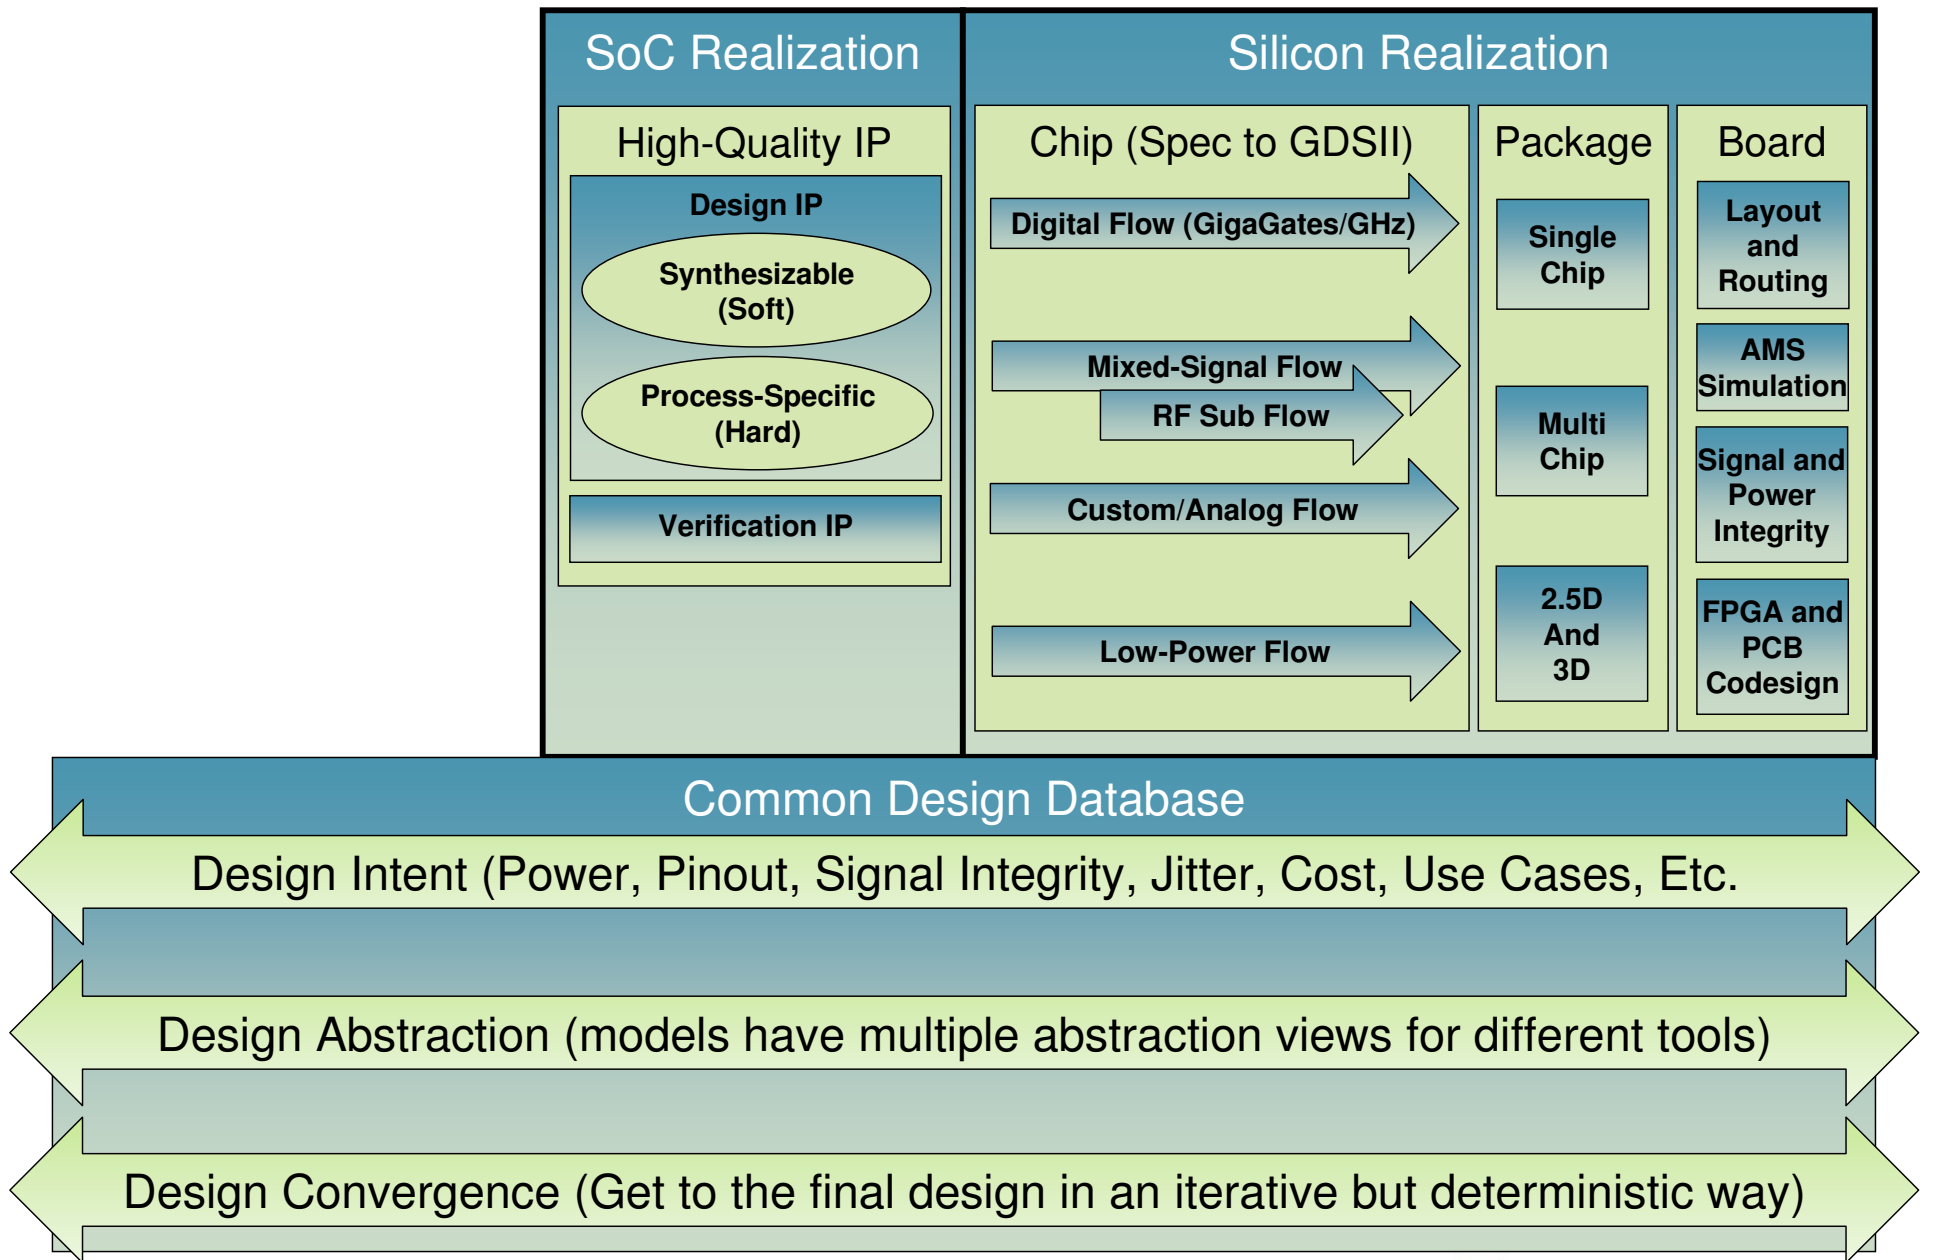 SoC Realization
High-Quality IP
Design IP
Synthesizable
(Soft)
Process-Specific
(Hard)
Verification IP
Silicon Realization
Chip (Spec to GDSII)
Digital Flow (GigaGates/GHz)
Mixed-Signal Flow
RF Sub Flow
Custom/Analog Flow
Low-Power Flow
Package
Single
Chip
Multi
Chip
2.5D
And
3D
Board
Layout
and
Routing
AMS
Simulation
Signal and
Power
Integrity
FPGA and
PCB
Codesign
Common Design Database
Design Intent (Power, Pinout, Signal Integrity, Jitter, Cost, Use Cases, Etc.
Design Abstraction (models have multiple abstraction views for different tools)
Design Convergence (Get to the final design in an iterative but deterministic way)